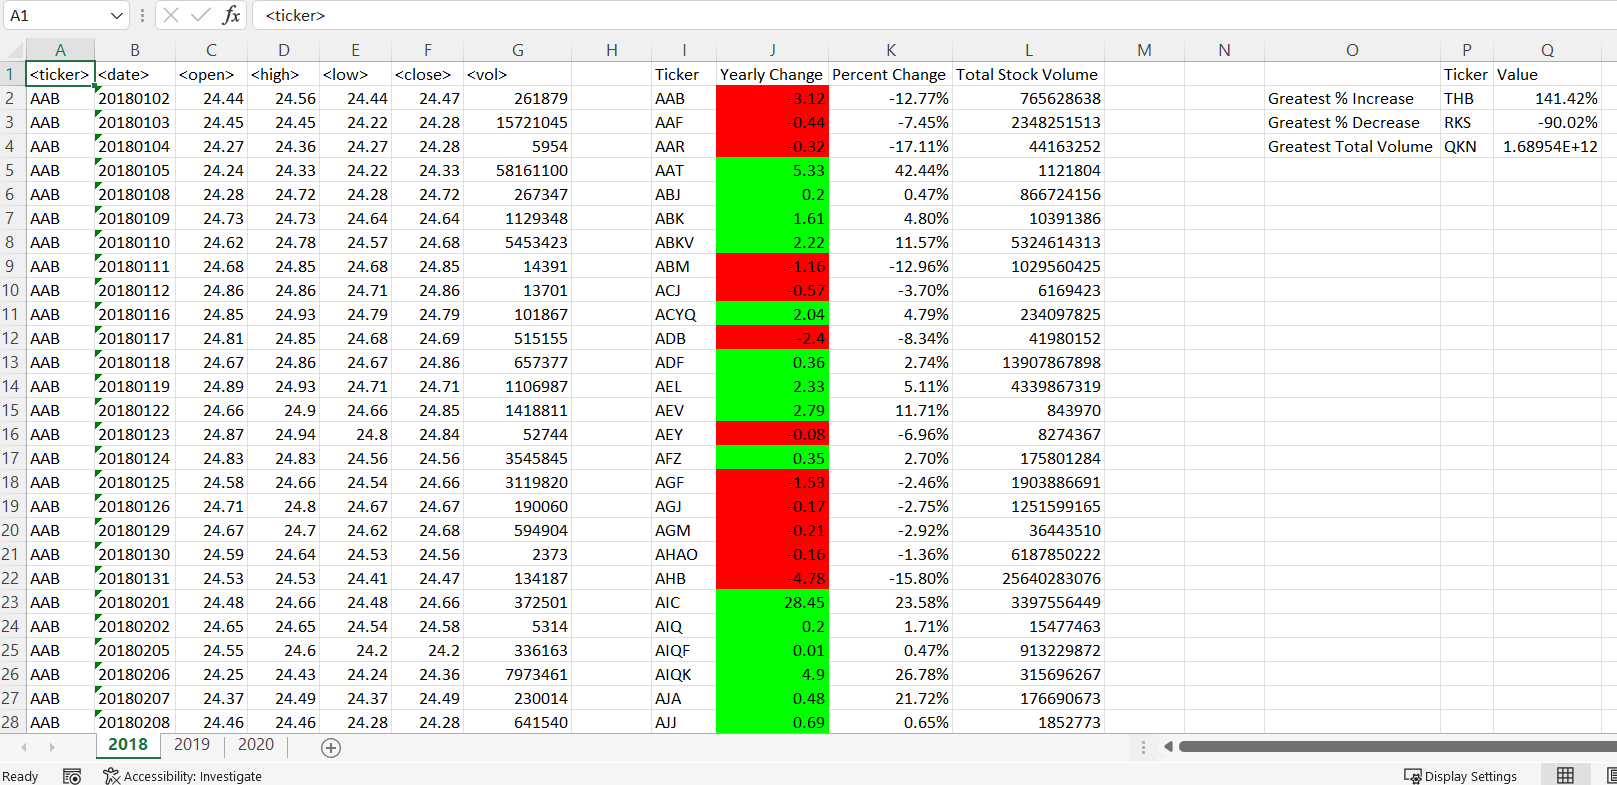 A1 fx <ticker>
A B C D E F G H I J K L M N O P Q
1 <ticker> <date> <open> <high> <low> <close> <vol> Ticker Yearly Change Percent Change Total Stock Volume Ticker Value
2 AAB 20180102 24.44 24.56 24.44 24.47 261879 AAB -3.12 -12.77% 765628638 Greatest % Increase THB 141.42%
3 AAB 20180103 24.45 24.45 24.22 24.28 15721045 AAF -0.44 -7.45% 2348251513 Greatest % Decrease RKS -90.02%
4 AAB 20180104 24.27 24.36 24.27 24.28 5954 AAR -0.32 -17.11% 44163252 Greatest Total Volume QKN 1.68954E+12
5 AAB 20180105 24.24 24.33 24.22 24.33 58161100 AAT 5.33 42.44% 1121804
6 AAB 20180108 24.28 24.72 24.28 24.72 267347 ABJ 0.2 0.47% 866724156
7 AAB 20180109 24.73 24.73 24.64 24.64 1129348 ABK 1.61 4.80% 10391386
8 AAB 20180110 24.62 24.78 24.57 24.68 5453423 ABKV 2.22 11.57% 5324614313
9 AAB 20180111 24.68 24.85 24.68 24.85 14391 ABM -1.16 -12.96% 1029560425
10 AAB 20180112 24.86 24.86 24.71 24.86 13701 ACJ -0.57 -3.70% 6169423
11 AAB 20180116 24.85 24.93 24.79 24.79 101867 ACYQ 2.04 4.79% 234097825
12 AAB 20180117 24.81 24.85 24.68 24.69 515155 ADB -2.4 -8.34% 41980152
13 AAB 20180118 24.67 24.86 24.67 24.86 657377 ADF 0.36 2.74% 13907867898
14 AAB 20180119 24.89 24.93 24.71 24.71 1106987 AEL 2.33 5.11% 4339867319
15 AAB 20180122 24.66 24.9 24.66 24.85 1418811 AEV 2.79 11.71% 843970
16 AAB 20180123 24.87 24.94 24.8 24.84 52744 AEY -0.08 -6.96% 8274367
17 AAB 20180124 24.83 24.83 24.56 24.56 3545845 AFZ 0.35 2.70% 175801284
18 AAB 20180125 24.58 24.66 24.54 24.66 3119820 AGF -1.53 -2.46% 1903886691
19 AAB 20180126 24.71 24.8 24.67 24.67 190060 AGJ -0.17 -2.75% 1251599165
20 AAB 20180129 24.67 24.7 24.62 24.68 594904 AGM -0.21 -2.92% 36443510
21 AAB 20180130 24.59 24.64 24.53 24.56 2373 AHAO -0.16 -1.36% 6187850222
22 AAB 20180131 24.53 24.53 24.41 24.47 134187 AHB -4.78 -15.80% 25640283076
23 AAB 20180201 24.48 24.66 24.48 24.66 372501 AIC 28.45 23.58% 3397556449
24 AAB 20180202 24.65 24.65 24.54 24.58 5314 AIQ 0.2 1.71% 15477463
25 AAB 20180205 24.55 24.6 24.2 24.2 336163 AIQF 0.01 0.47% 913229872
26 AAB 20180206 24.25 24.43 24.24 24.36 7973461 AIQK 4.9 26.78% 315696267
27 AAB 20180207 24.37 24.49 24.37 24.49 230014 AJA 0.48 21.72% 176690673
28 AAB 20180208 24.46 24.46 24.28 24.28 641540 AJJ 0.69 0.65% 1852773
2018 2019 2020
Ready Accessibility: Investigate Display Settings